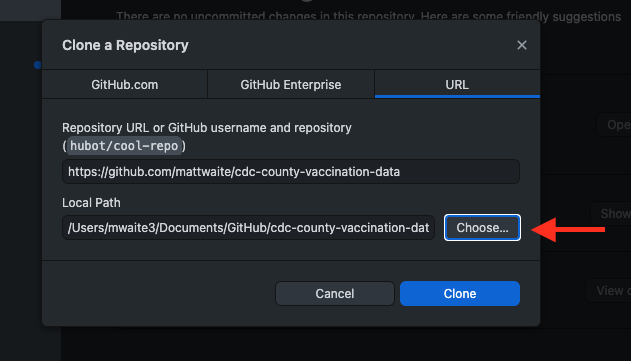 There are no uncommitted changes in this repository. Here are some friendly suggestions
Clone a Repository
GitHub.com GitHub Enterprise URL
Repository URL or GitHub username and repository
(hubot/cool-repo)
https://github.com/mattwaite/cdc-county-vaccination-data
Ope
Local Path
/Users/mwaite3/Documents/GitHub/cdc-county-vaccination-dat Choose...
Show
Cancel Clone
View o